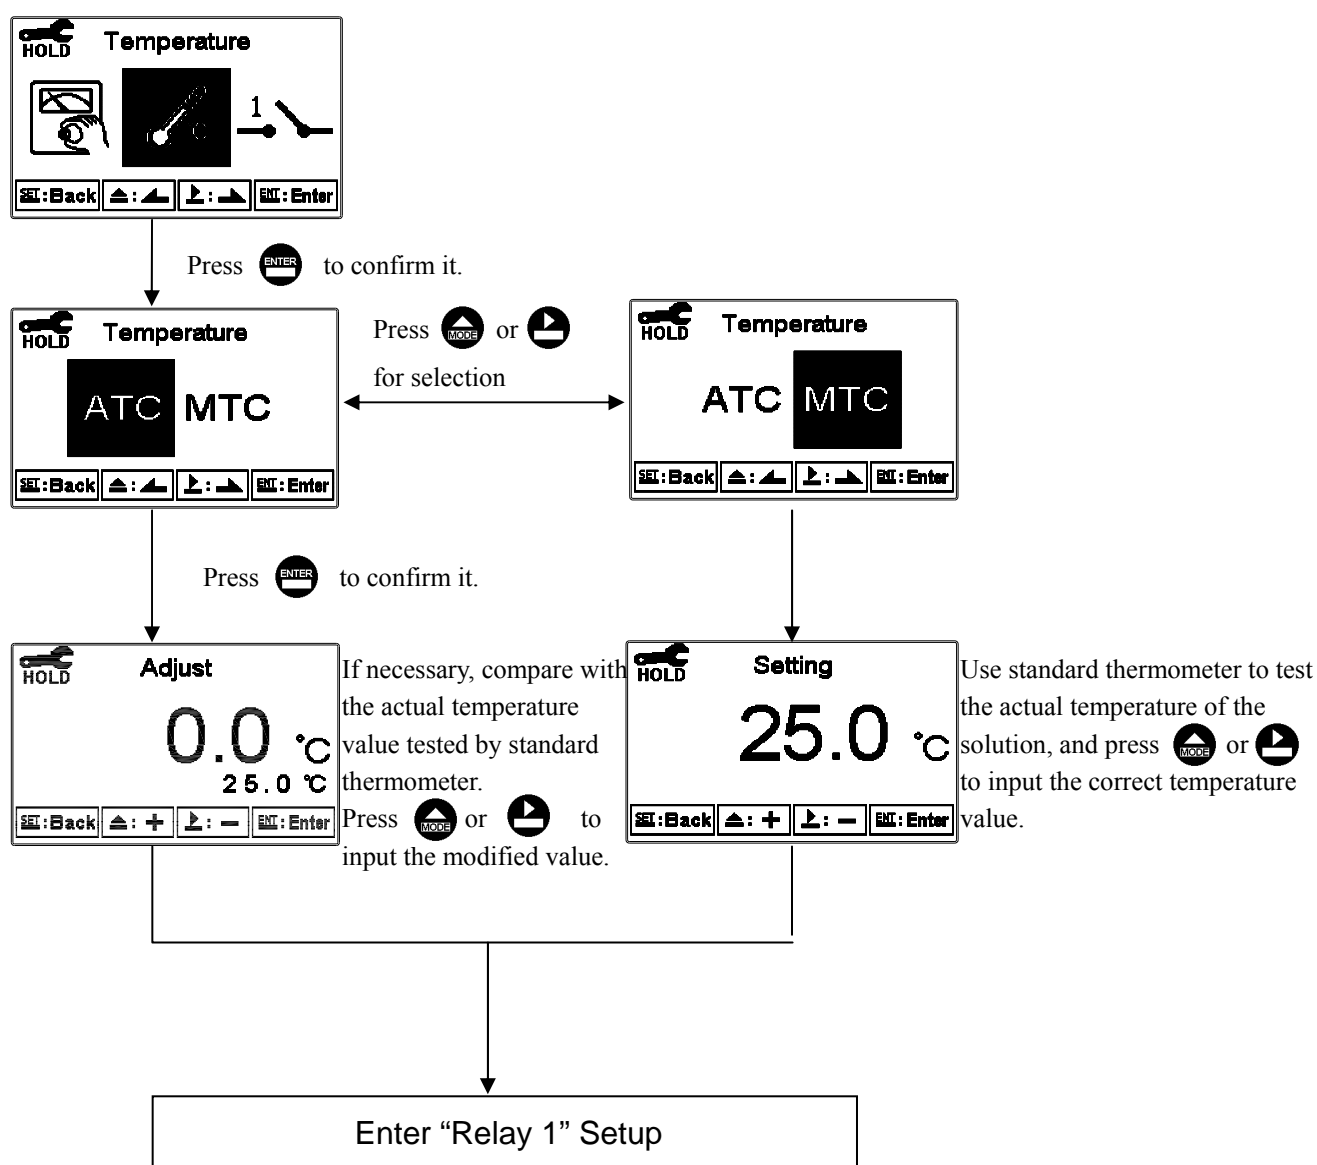 HOLD Temperature
1
SET:Back : : ENT:Enter
Press ENTER to confirm it.
HOLD Temperature
ATC MTC
SET:Back : : ENT:Enter
Press MODE or
for selection
HOLD Temperature
ATC MTC
SET:Back : : ENT:Enter
Press ENTER to confirm it.
HOLD Adjust
0.0 °C
25.0 ℃
SET:Back : + : - ENT:Enter
If necessary, compare with
the actual temperature
value tested by standard
thermometer.
Press MODE or to
input the modified value.
HOLD Setting
25.0 °C
SET:Back : + : - ENT:Enter
Use standard thermometer to test
the actual temperature of the
solution, and press MODE or
to input the correct temperature
value.
Enter “Relay 1” Setup